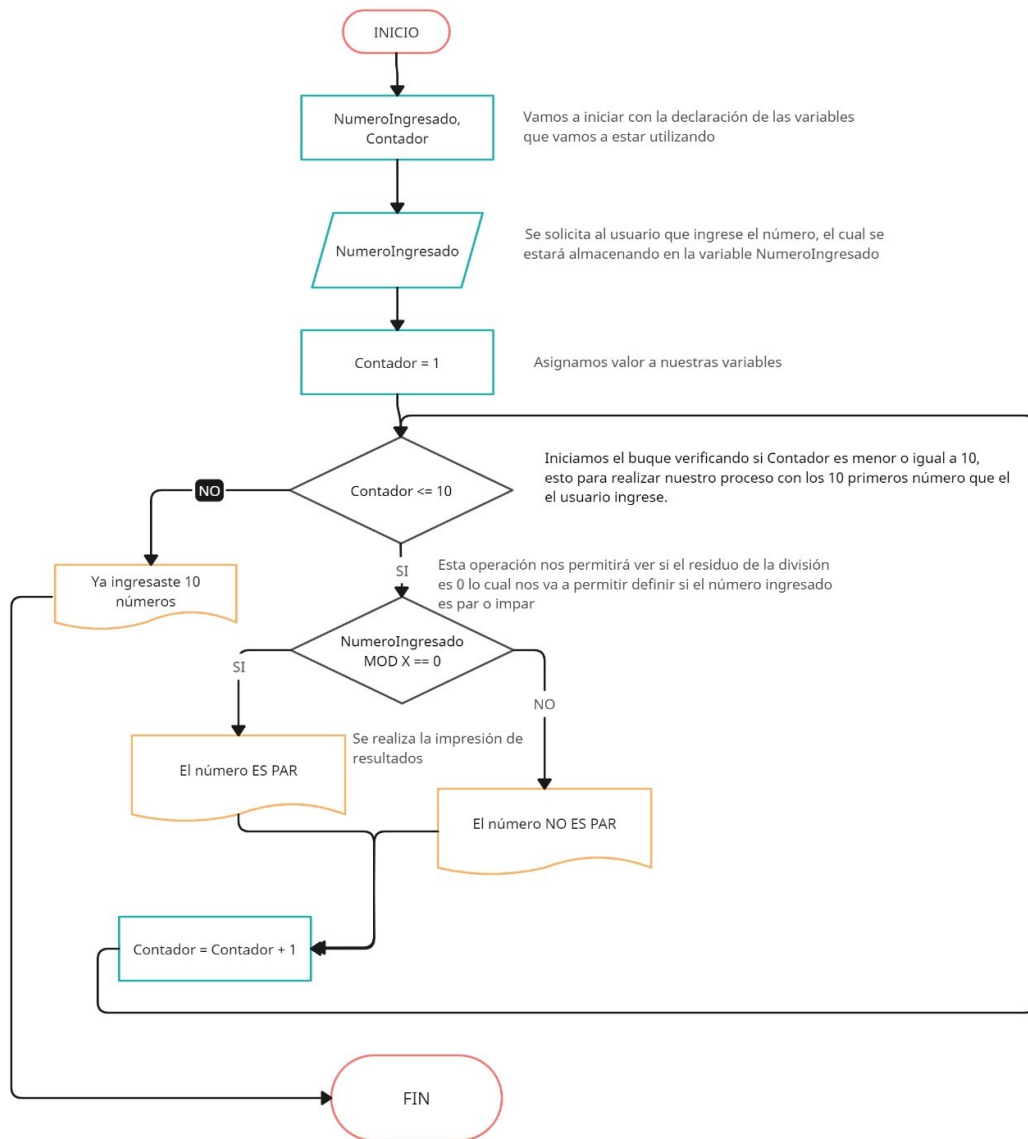 INICIO
NumeroIngresado,
Contador
Vamos a iniciar con la declaración de las variables
que vamos a estar utilizando
NumeroIngresado
Se solicita al usuario que ingrese el número, el cual se
estará almacenando en la variable NumeroIngresado
Contador = 1
Asignamos valor a nuestras variables
Contador <= 10
Iniciamos el buque verificando si Contador es menor o igual a 10,
esto para realizar nuestro proceso con los 10 primeros número que el
el usuario ingrese.
NO
Ya ingresaste 10
números
SI
Esta operación nos permitirá ver si el residuo de la división
es 0 lo cual nos va a permitir definir si el número ingresado
es par o impar
NumeroIngresado
MOD X == 0
SI
NO
Se realiza la impresión de
resultados
El número ES PAR
El número NO ES PAR
Contador = Contador + 1
FIN